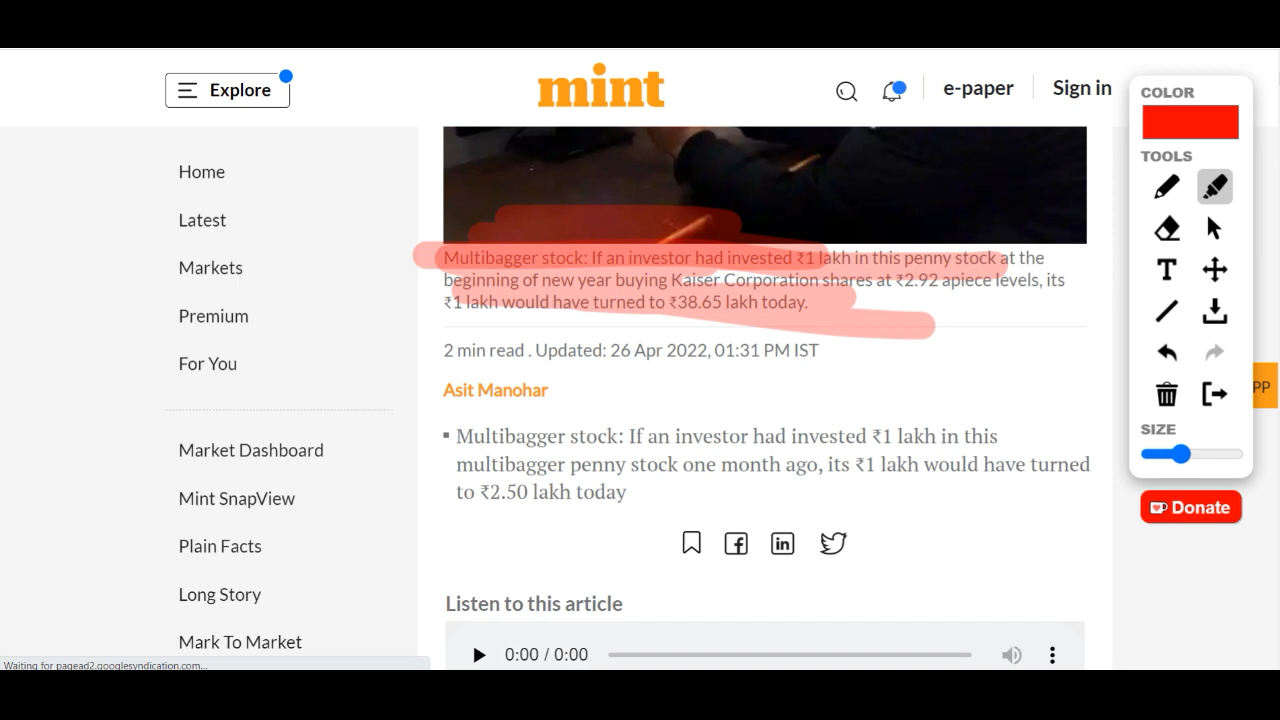 Explore
mint
e-paper
Sign in
Home
Latest
Markets
Premium
For You
Market Dashboard
Mint SnapView
Plain Facts
Long Story
Mark To Market
Multibagger stock: If an investor had invested ₹1 lakh in this penny stock at the
beginning of new year buying Kaiser Corporation shares at ₹2.92 apiece levels, its
₹1 lakh would have turned to ₹38.65 lakh today.
2 min read . Updated: 26 Apr 2022, 01:31 PM IST
Asit Manohar
▪ Multibagger stock: If an investor had invested ₹1 lakh in this
multibagger penny stock one month ago, its ₹1 lakh would have turned
to ₹2.50 lakh today
Listen to this article
0:00 / 0:00
COLOR
TOOLS
T
SIZE
Donate
PP
Waiting for pagead2.googlesyndication.com...